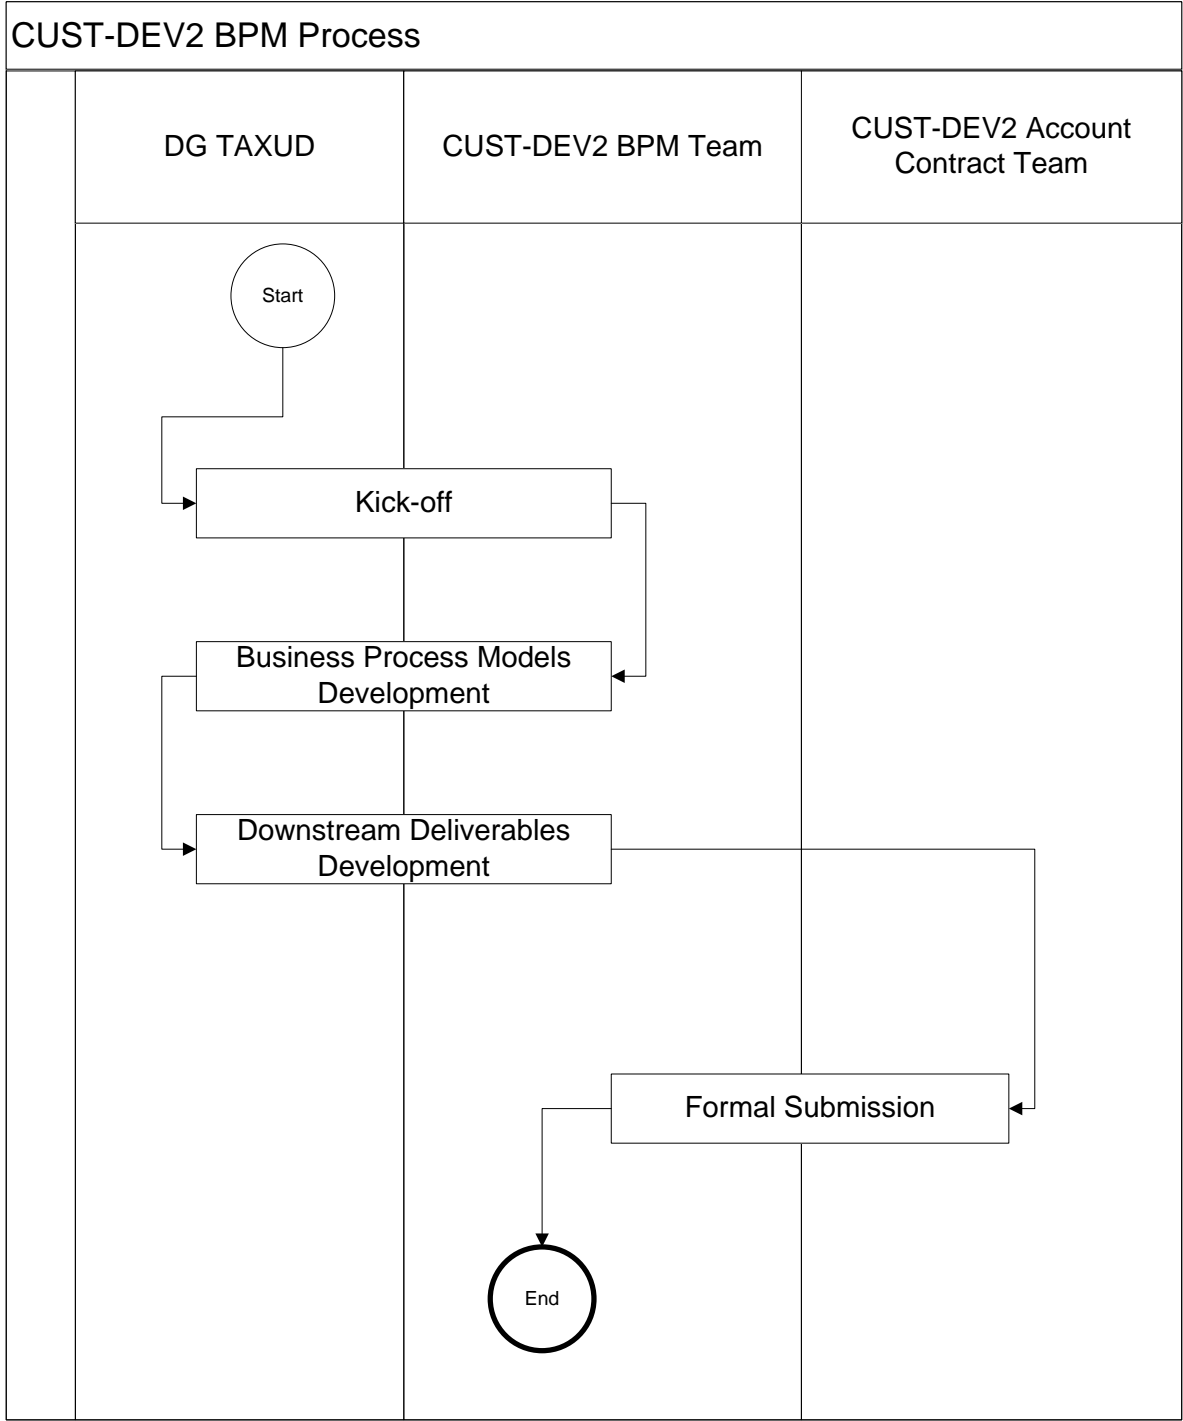 CUST-DEV2 BPM Process
DG TAXUD
CUST-DEV2 BPM Team
CUST-DEV2 Account
Contract Team
Start
Kick-off
Business Process Models
Development
Downstream Deliverables
Development
Formal Submission
End